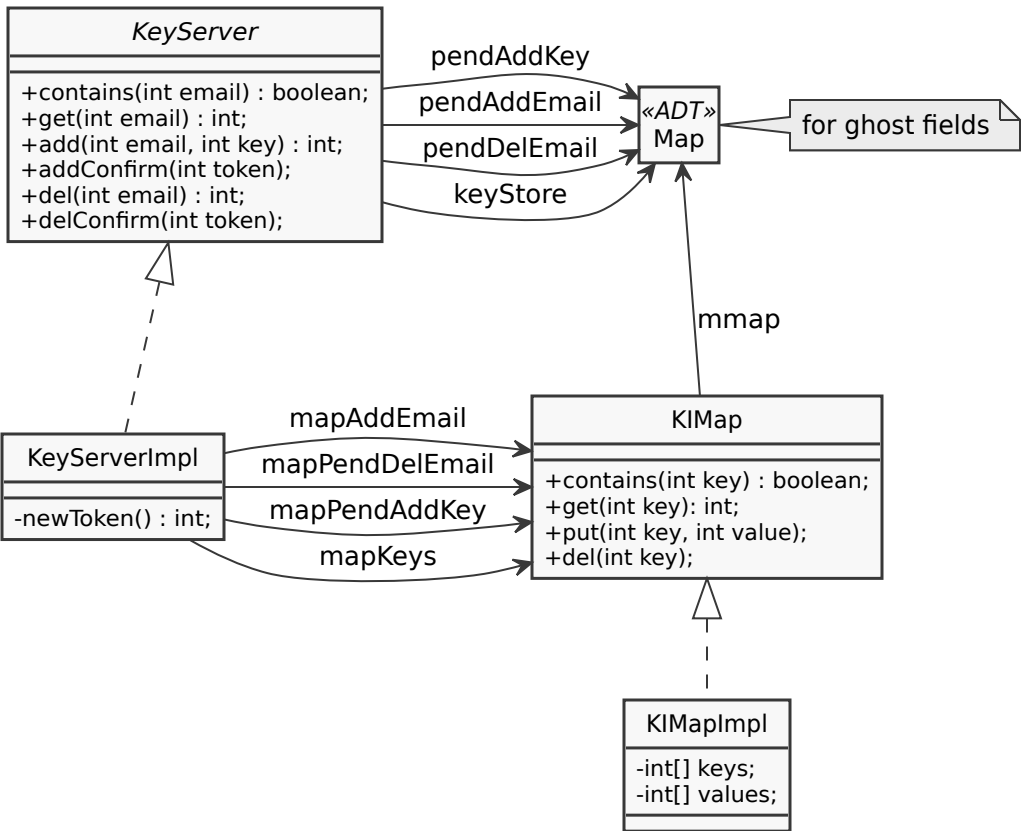 KeyServer
+contains(int email) : boolean;
+get(int email) : int;
+add(int email, int key) : int;
+addConfirm(int token);
+del(int email) : int;
+delConfirm(int token);
pendAddKey
pendAddEmail
pendDelEmail
keyStore
«ADT»
Map
for ghost fields
mmap
KeyServerImpl
-newToken() : int;
mapAddEmail
mapPendDelEmail
mapPendAddKey
mapKeys
KIMap
+contains(int key) : boolean;
+get(int key): int;
+put(int key, int value);
+del(int key);
KIMapImpl
-int[] keys;
-int[] values;